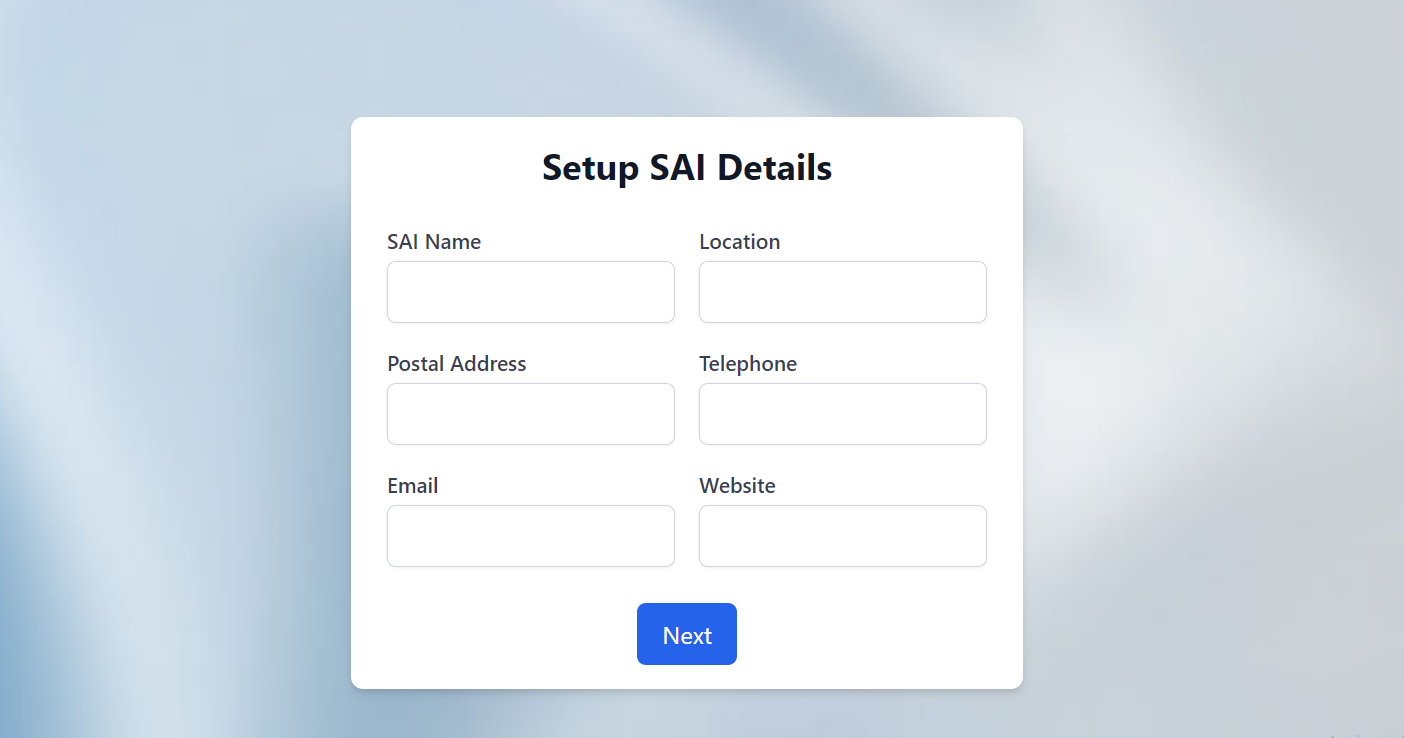 Setup SAI Details
SAI Name
Location
Postal Address
Telephone
Email
Website
Next